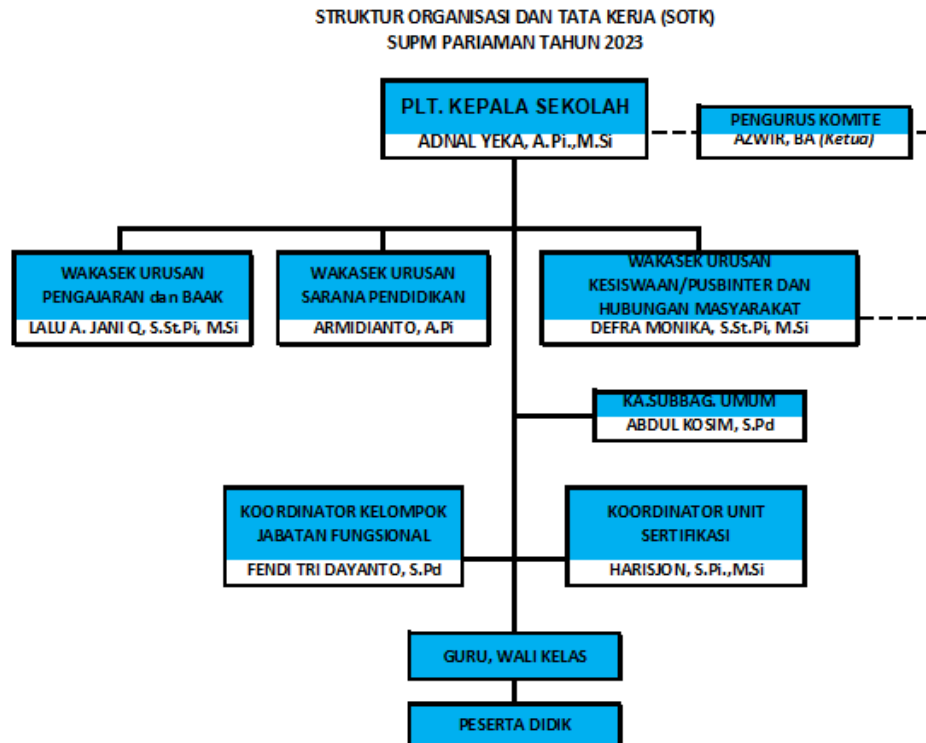 STRUKTUR ORGANISASI DAN TATA KERJA (SOTK)
SUPM PARIAMAN TAHUN 2023
PLT. KEPALA SEKOLAH
ADNAL YEKA, A.Pi.,M.Si
PENGURUS KOMITE
AZWIR, BA (Ketua)
WAKASEK URUSAN
PENGAJARAN dan BAAK
LALU A. JANI Q, S.St.Pi, M.Si
WAKASEK URUSAN
SARANA PENDIDIKAN
ARMIDIANTO, A.Pi
WAKASEK URUSAN
KESISWAAN/PUSBINTER DAN
HUBUNGAN MASYARAKAT
DEFRA MONIKA, S.St.Pi, M.Si
KA.SUBBAG. UMUM
ABDUL KOSIM, S.Pd
KOORDINATOR KELOMPOK
JABATAN FUNGSIONAL
FENDI TRI DAYANTO, S.Pd
KOORDINATOR UNIT
SERTIFIKASI
HARISJON, S.Pi.,M.Si
GURU, WALI KELAS
PESERTA DIDIK